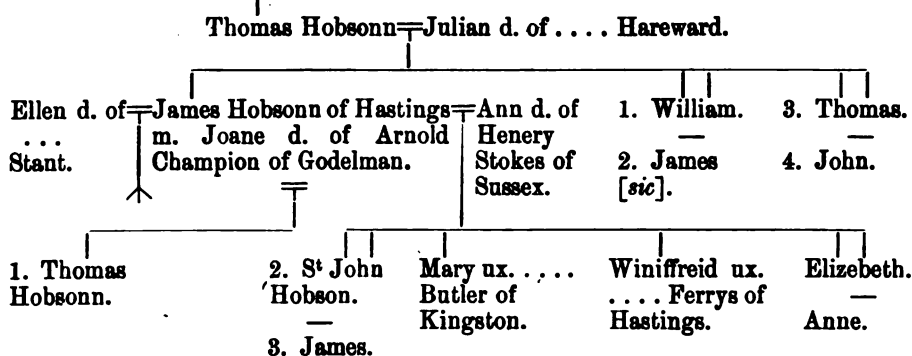 Thomas Hobsonn Julian d. of . . . . Hareward.
Ellen d. of
. . .
Stant.
James Hobsonn of Hastings
m. Joane d. of Arnold
Champion of Godelman.
Ann d. of
Henery
Stokes of
Sussex.
1. William.
—
2. James
[sic].
3. Thomas.
—
4. John.
1. Thomas
Hobsonn.
2. St John
Hobson.
—
3. James.
Mary ux. . . . . .
Butler of
Kingston.
Winiffreid ux.
. . . . Ferrys of
Hastings.
Elizebeth.
—
Anne.